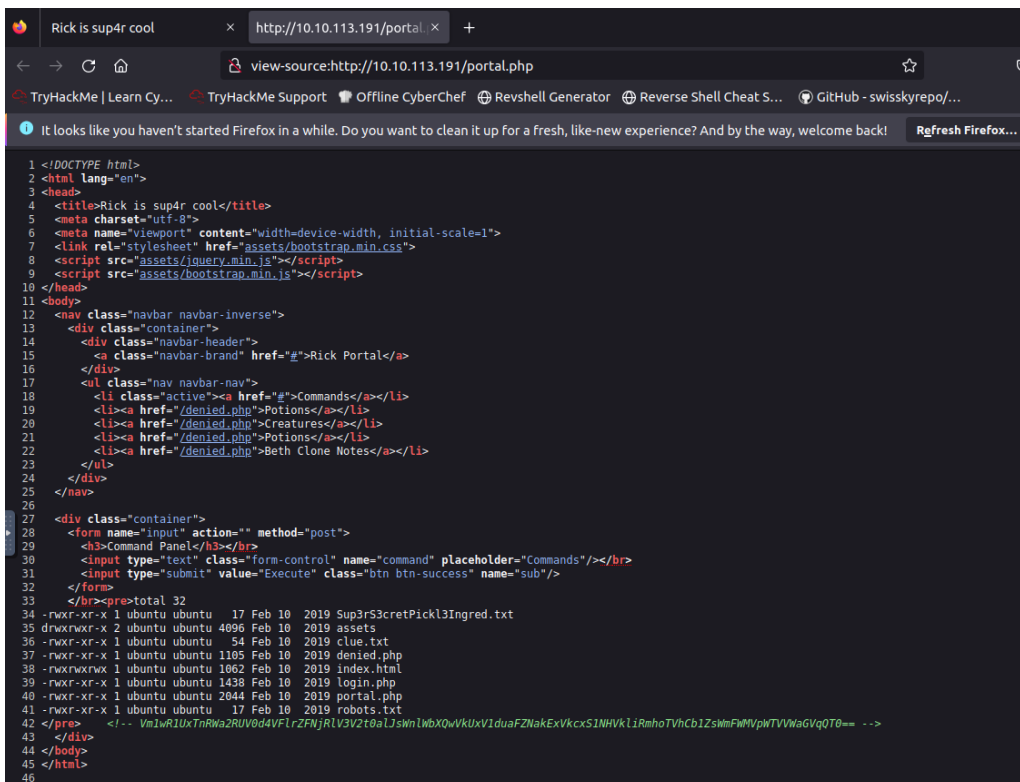 Rick is sup4r cool
http://10.10.113.191/portal.
view-source:http://10.10.113.191/portal.php
TryHackMe | Learn Cy... TryHackMe Support Offline CyberChef Revshell Generator Reverse Shell Cheat S... GitHub - swisskyrepo/...
It looks like you haven't started Firefox in a while. Do you want to clean it up for a fresh, like-new experience? And by the way, welcome back! Refresh Firefox...
1 <!DOCTYPE html>
2 <html lang="en">
3 <head>
4 <title>Rick is sup4r cool</title>
5 <meta charset="utf-8">
6 <meta name="viewport" content="width=device-width, initial-scale=1">
7 <link rel="stylesheet" href="assets/bootstrap.min.css">
8 <script src="assets/jquery.min.js"></script>
9 <script src="assets/bootstrap.min.js"></script>
10 </head>
11 <body>
12 <nav class="navbar navbar-inverse">
13 <div class="container">
14 <div class="navbar-header">
15 <a class="navbar-brand" href="#">Rick Portal</a>
16 </div>
17 <ul class="nav navbar-nav">
18 <li class="active"><a href="#">Commands</a></li>
19 <li><a href="/denied.php">Potions</a></li>
20 <li><a href="/denied.php">Creatures</a></li>
21 <li><a href="/denied.php">Potions</a></li>
22 <li><a href="/denied.php">Beth Clone Notes</a></li>
23 </ul>
24 </div>
25 </nav>
26
27 <div class="container">
28 <form name="input" action="" method="post">
29 <h3>Command Panel</h3></br>
30 <input type="text" class="form-control" name="command" placeholder="Commands"/></br>
31 <input type="submit" value="Execute" class="btn btn-success" name="sub"/>
32 </form>
33 </br><pre>total 32
34 -rwxr-xr-x 1 ubuntu ubuntu 17 Feb 10 2019 Sup3rS3cretPickl3Ingred.txt
35 drwxrwxr-x 2 ubuntu ubuntu 4096 Feb 10 2019 assets
36 -rwxr-xr-x 1 ubuntu ubuntu 54 Feb 10 2019 clue.txt
37 -rwxr-xr-x 1 ubuntu ubuntu 1105 Feb 10 2019 denied.php
38 -rwxrwxrwx 1 ubuntu ubuntu 1062 Feb 10 2019 index.html
39 -rwxr-xr-x 1 ubuntu ubuntu 1438 Feb 10 2019 login.php
40 -rwxr-xr-x 1 ubuntu ubuntu 2044 Feb 10 2019 portal.php
41 -rwxr-xr-x 1 ubuntu ubuntu 17 Feb 10 2019 robots.txt
42 </pre> <!-- -->
43 </div>
44 </body>
45 </html>
46